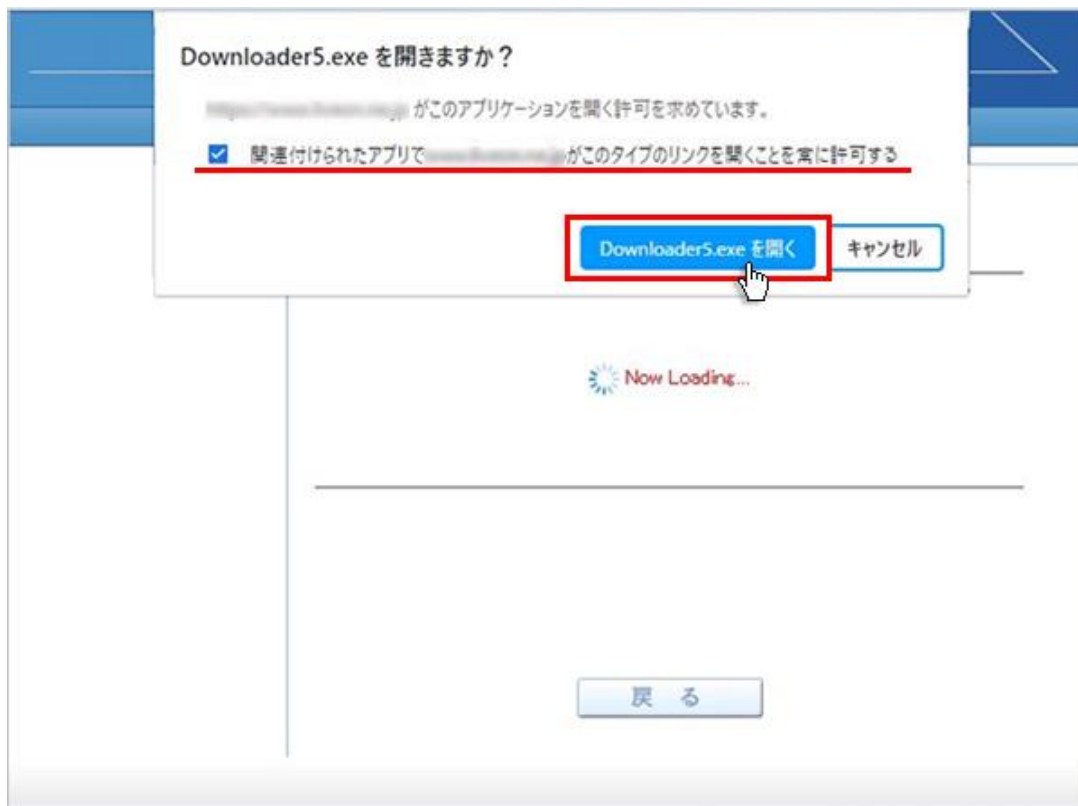 Downloader5.exe を開きますか？
がこのアプリケーションを開く許可を求めています。
関連付けられたアプリで がこのタイプのリンクを開くことを常に許可する
Downloader5.exe を開く
キャンセル
Now Loading...
戻 る